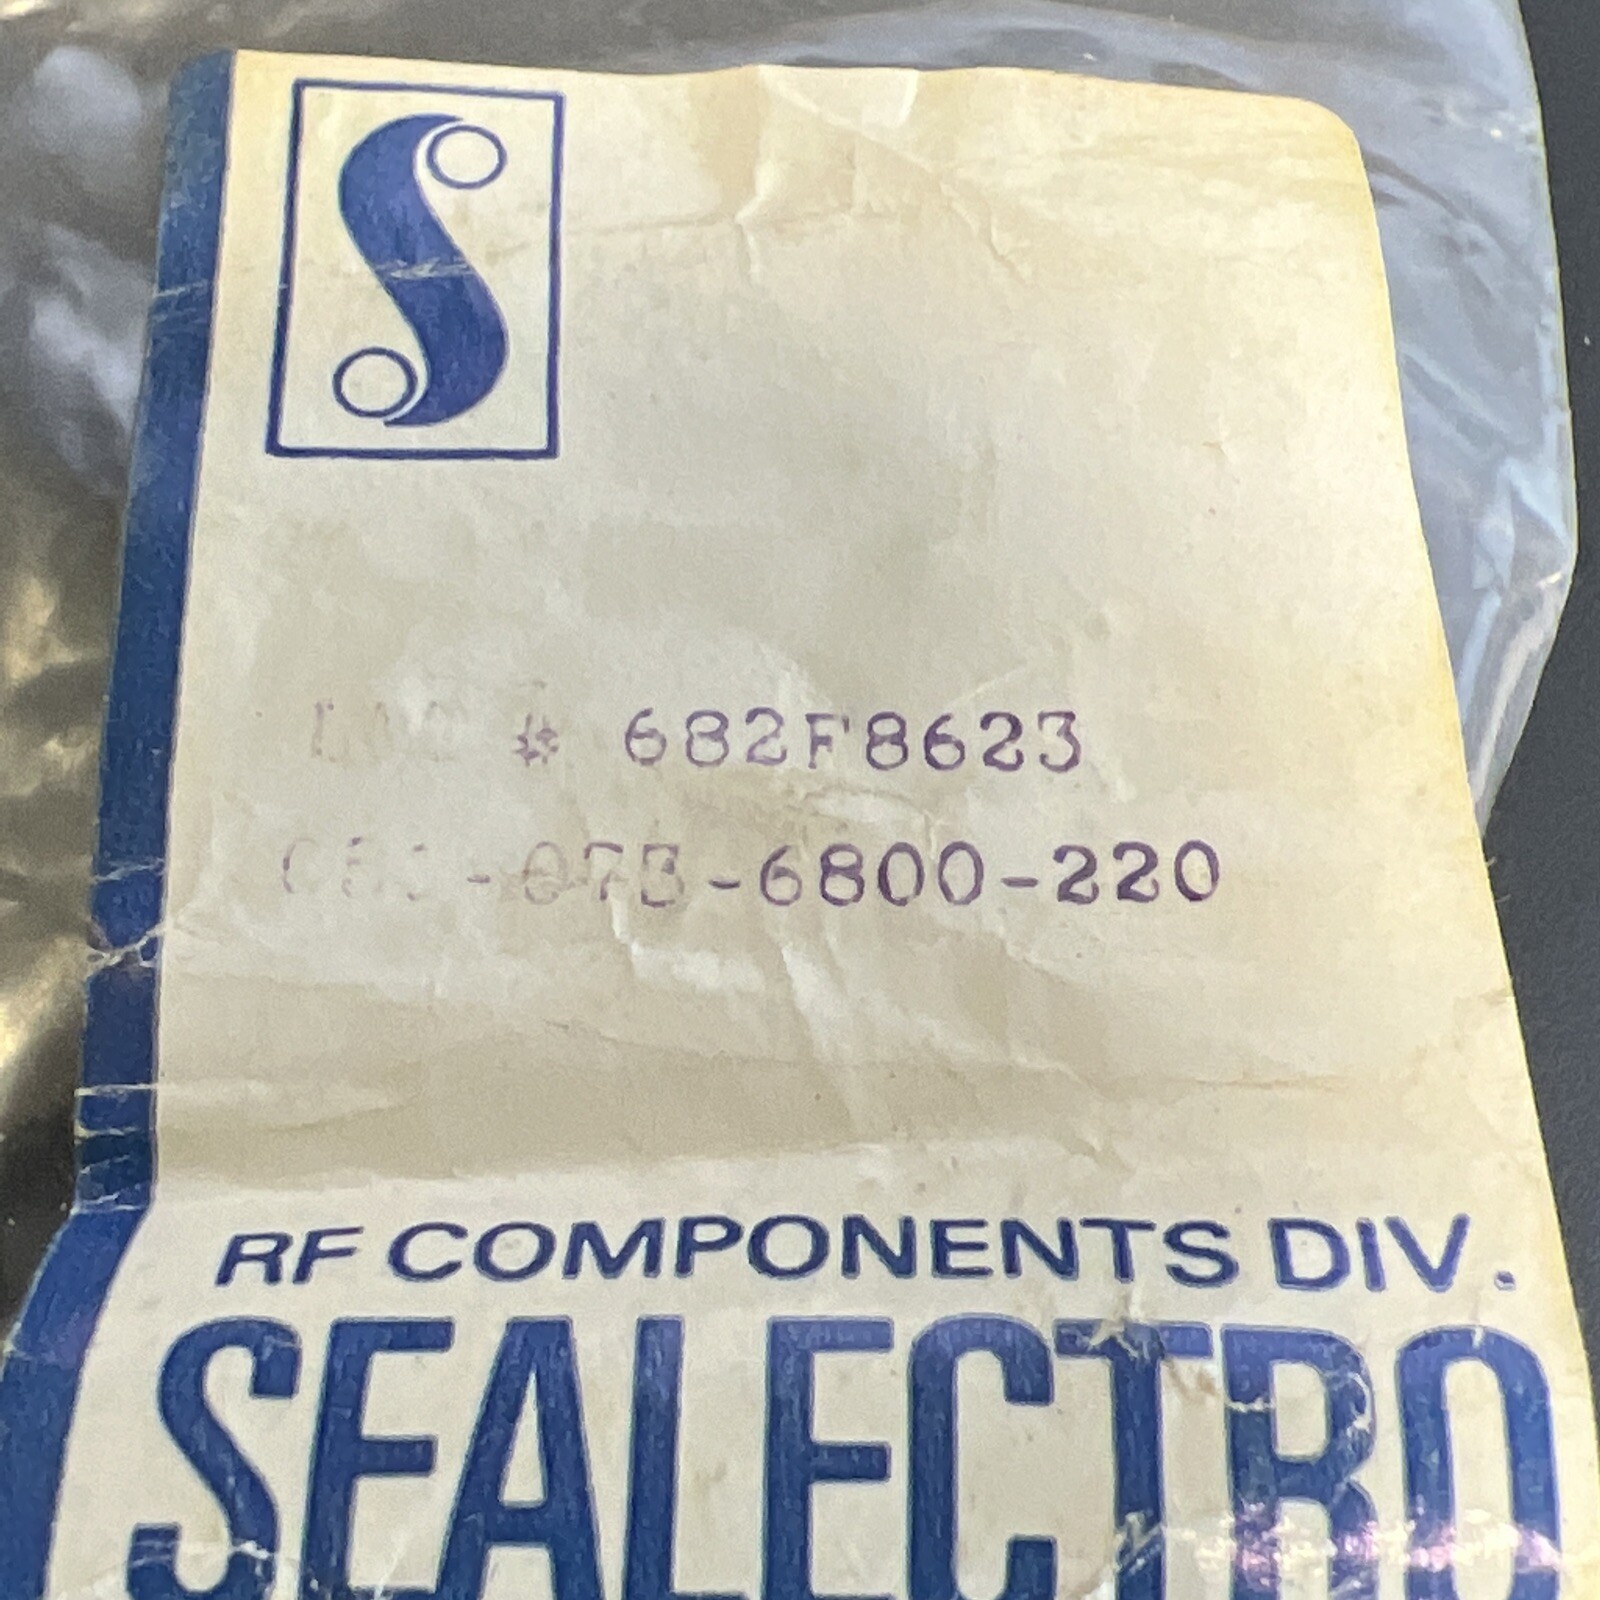 # 682F8623
-6800-220
RF COMPONENTS DIV.
SEALECTRO